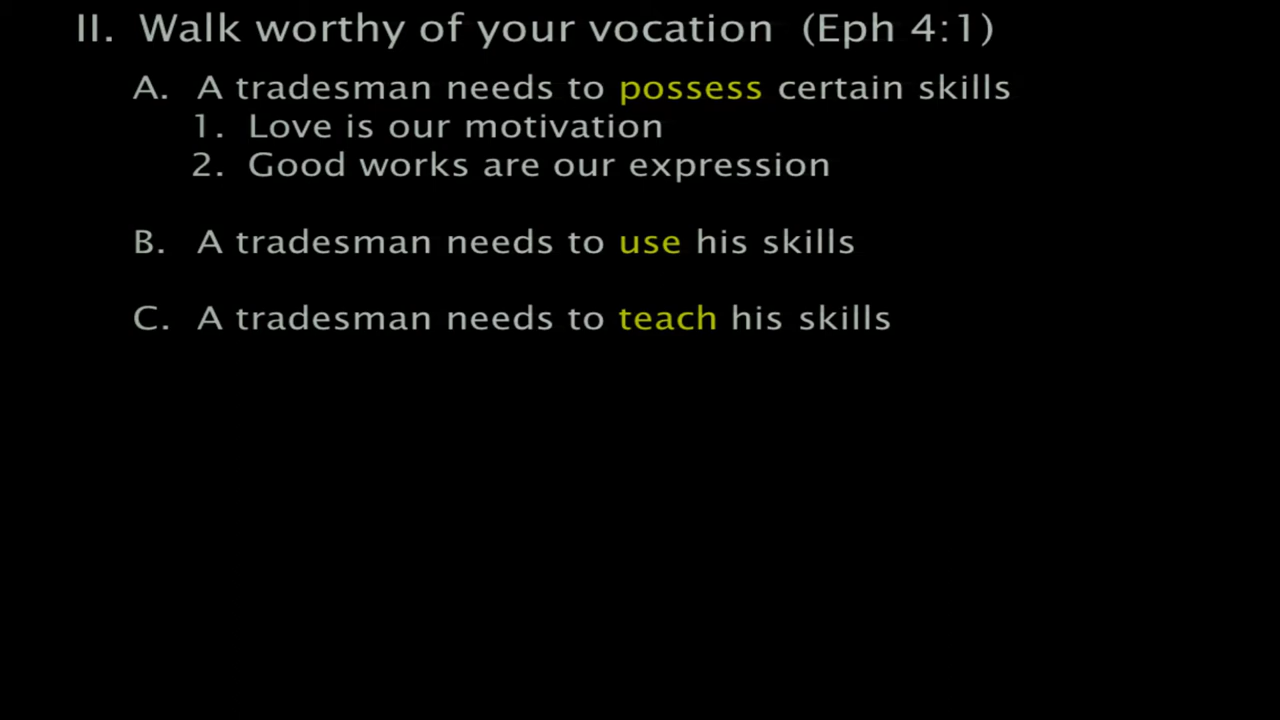 II. Walk worthy of your vocation (Eph 4:1)
A. A tradesman needs to possess certain skills
1. Love is our motivation
2. Good works are our expression
B. A tradesman needs to use his skills
C. A tradesman needs to teach his skills